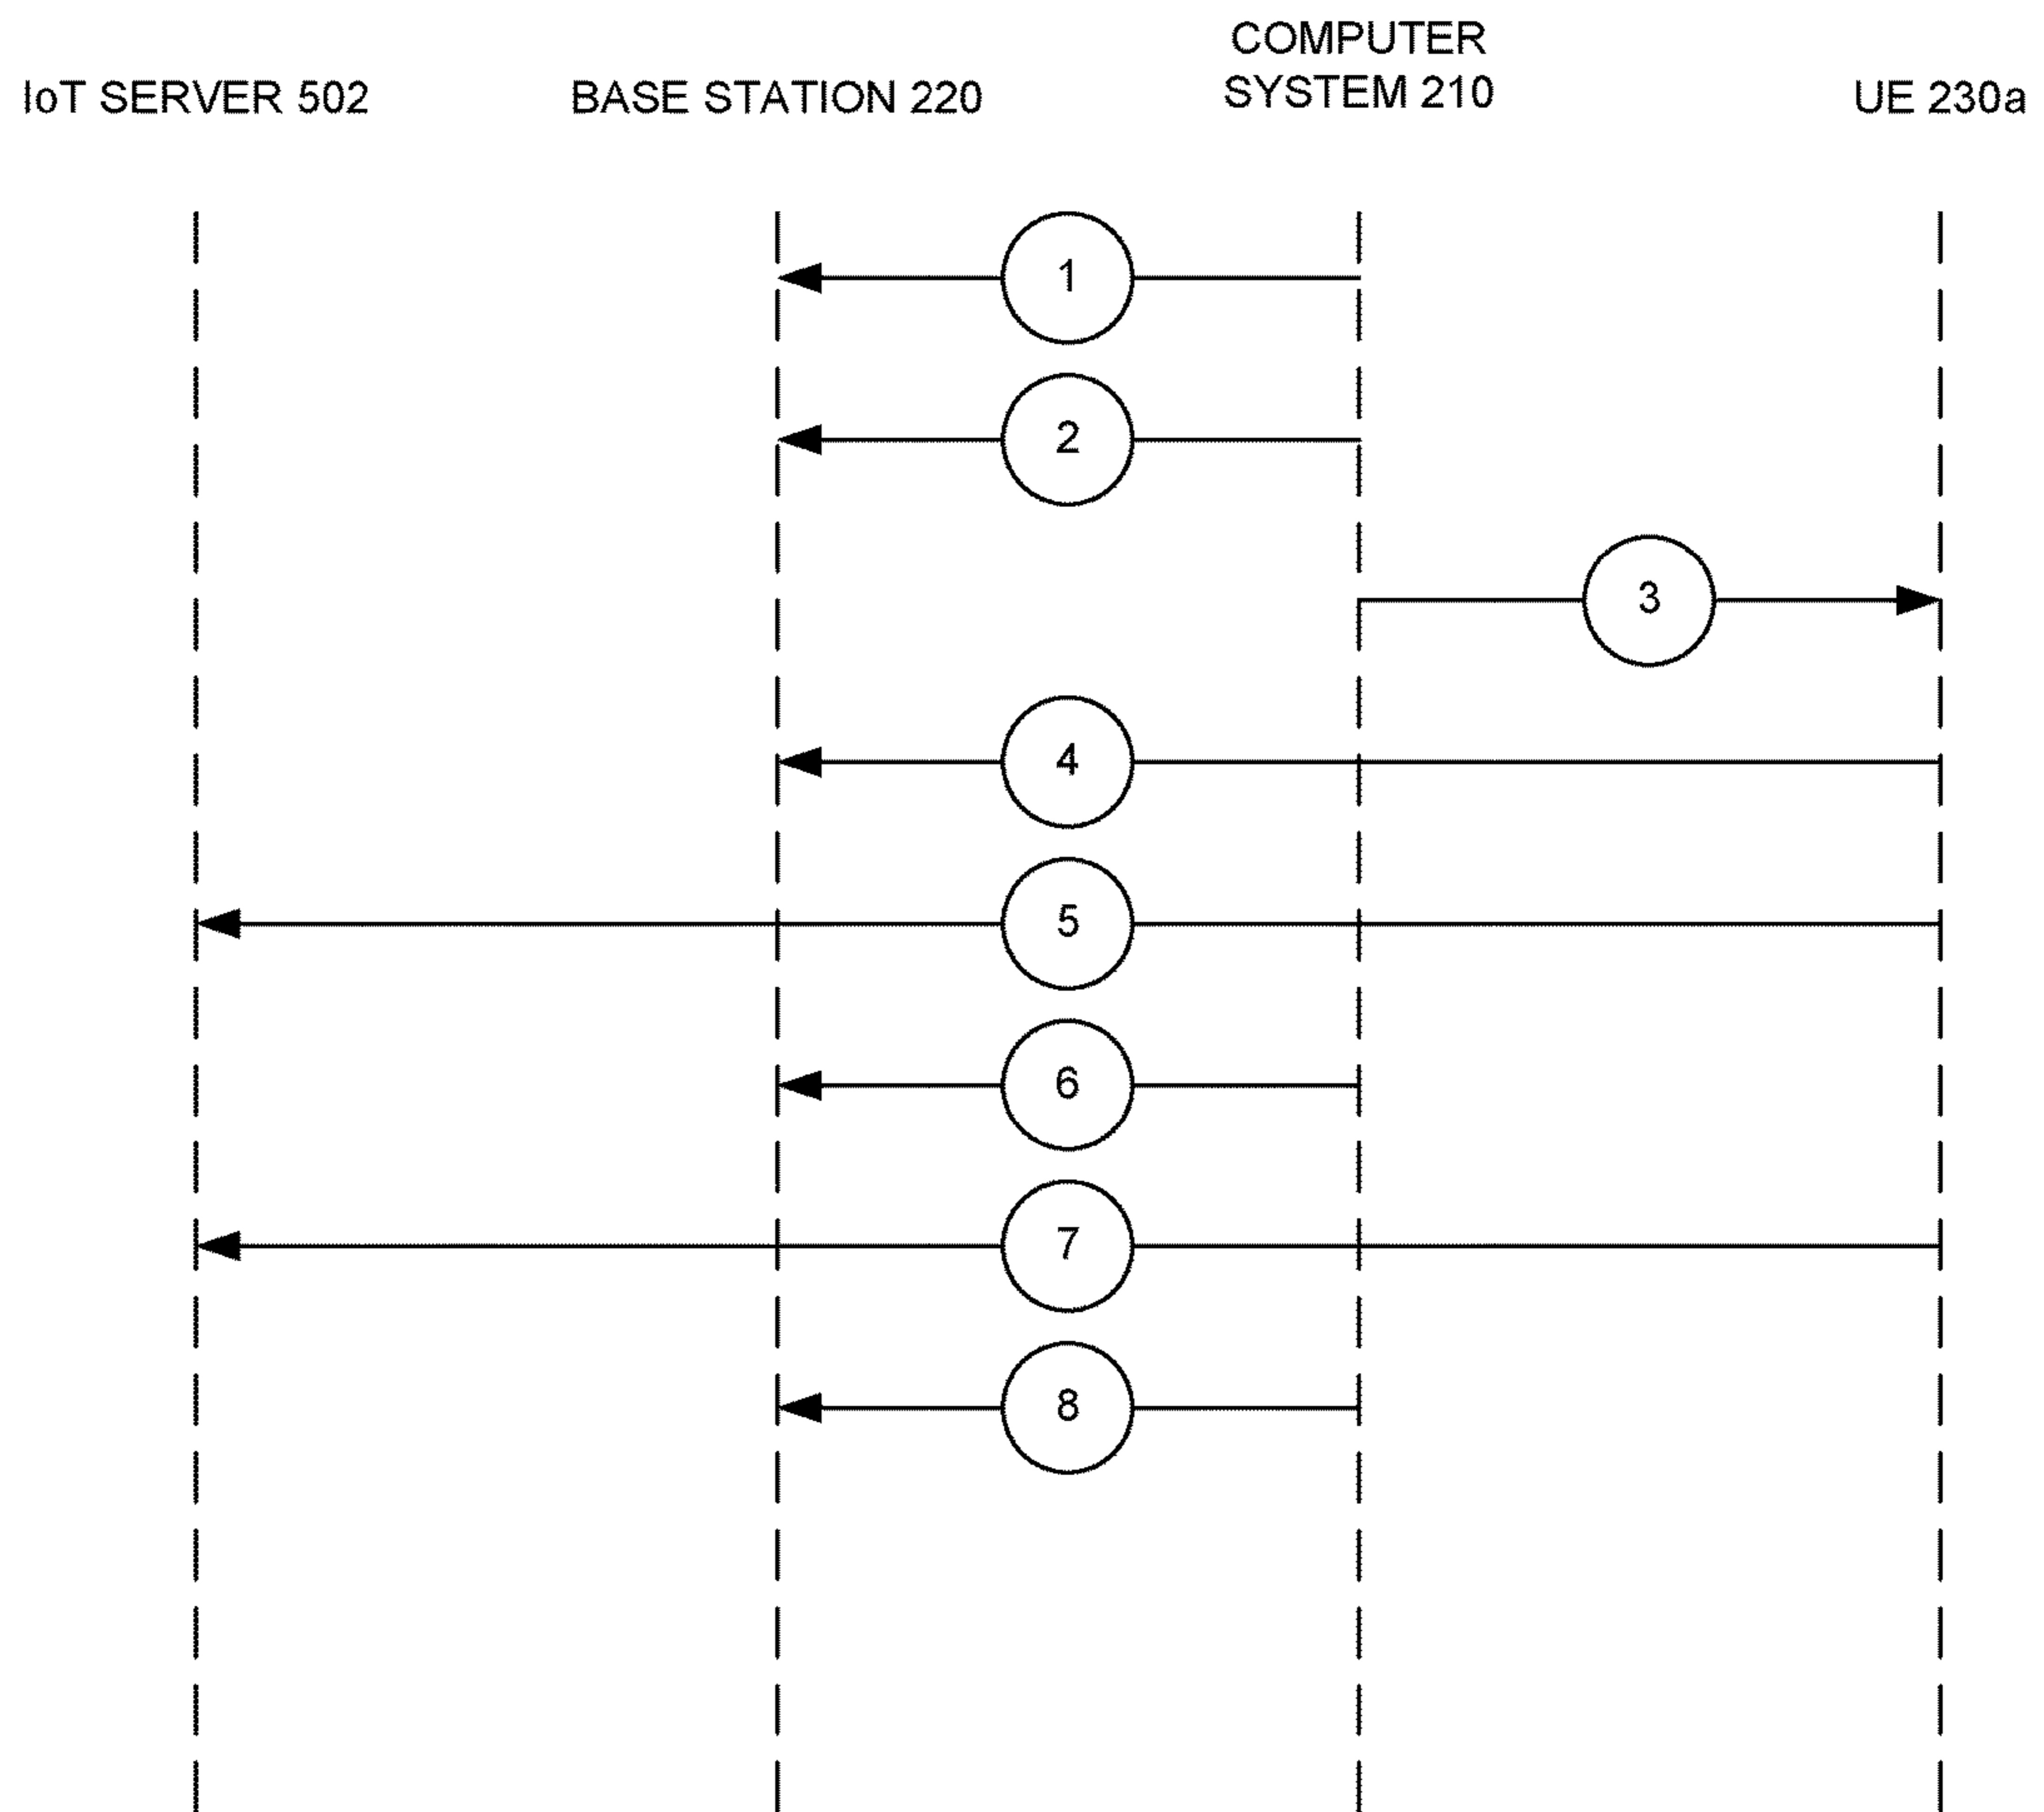 IoT SERVER 502
BASE STATION 220
COMPUTER
SYSTEM 210
UE 230a
1
2
3
4
5
6
7
8